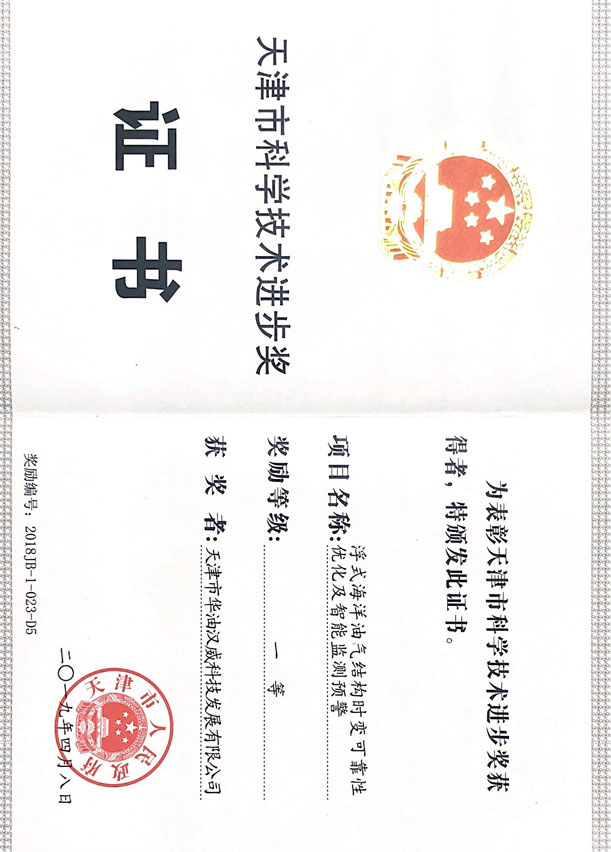 天津市科学技术进步奖
证书
为表彰天津市科学技术进步奖获
得者，特颁发此证书。
项目名称：浮式海洋油气结构时变可靠性
优化及智能监测预警
奖励等级：一等
获奖者：天津市华油汉威科技发展有限公司
天津市人民政府
二〇一九年四月八日
奖励编号：2018JB-1-023-D5